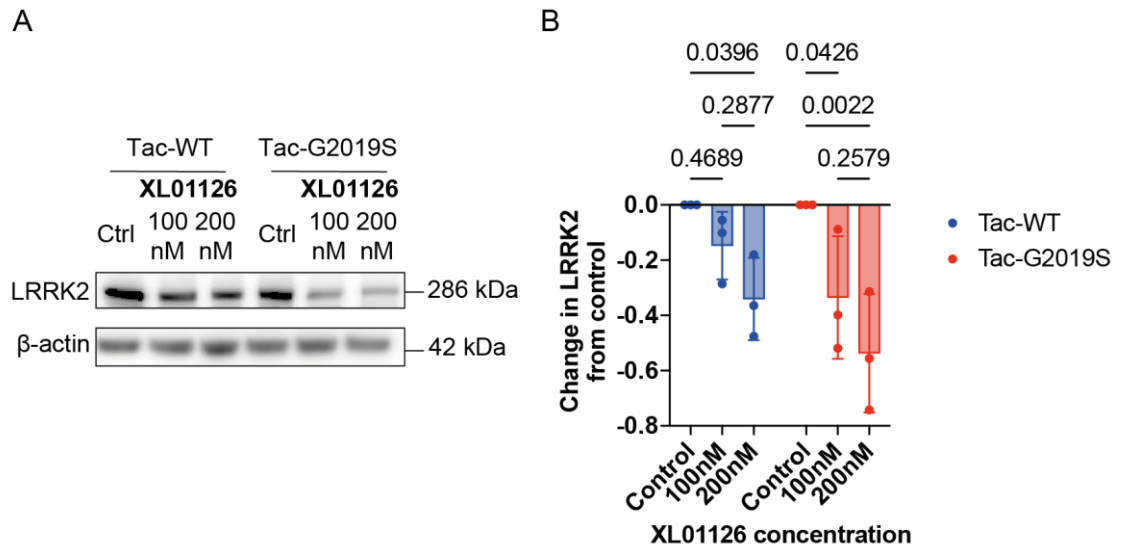 A
Tac-WT Tac-G2019S
XL01126 XL01126
Ctrl 100 nM 200 nM Ctrl 100 nM 200 nM
LRRK2 286 kDa
β-actin 42 kDa
B
0.0396 0.0426
0.2877 0.0022
0.4689 0.2579
0.0
-0.2
-0.4
-0.6
-0.8
Change in LRRK2
from control
Control 100nM 200nM Control 100nM 200nM
XL01126 concentration
Tac-WT
Tac-G2019S